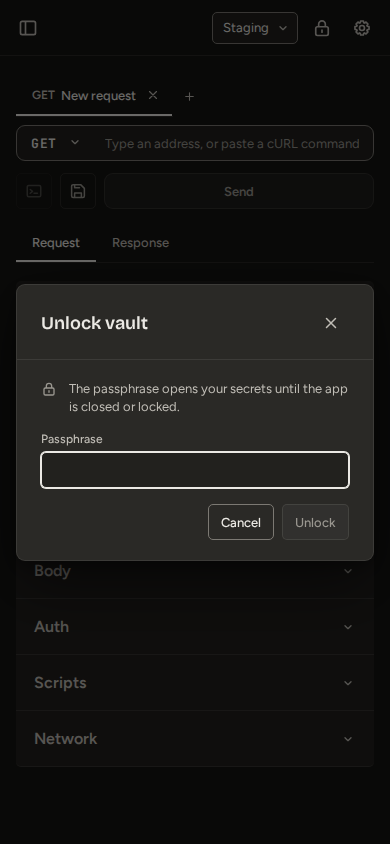 Staging
GET New request
GET
Type an address, or paste a cURL command
Send
Request
Response
Unlock vault
The passphrase opens your secrets until the app
is closed or locked.
Passphrase
Cancel
Unlock
Body
Auth
Scripts
Network